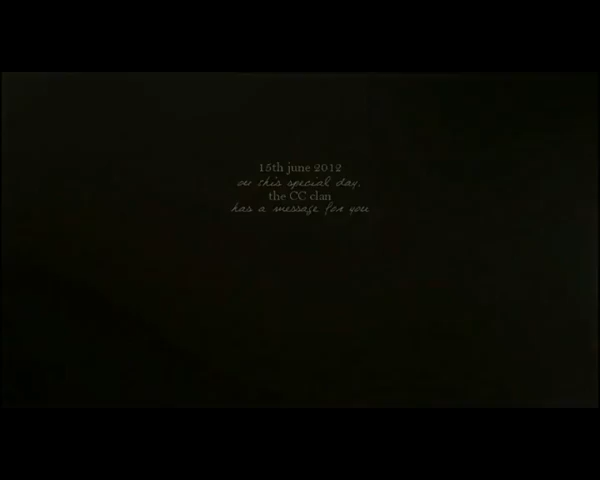 15th june 2012
on this special day,
the CC clan
has a message for you